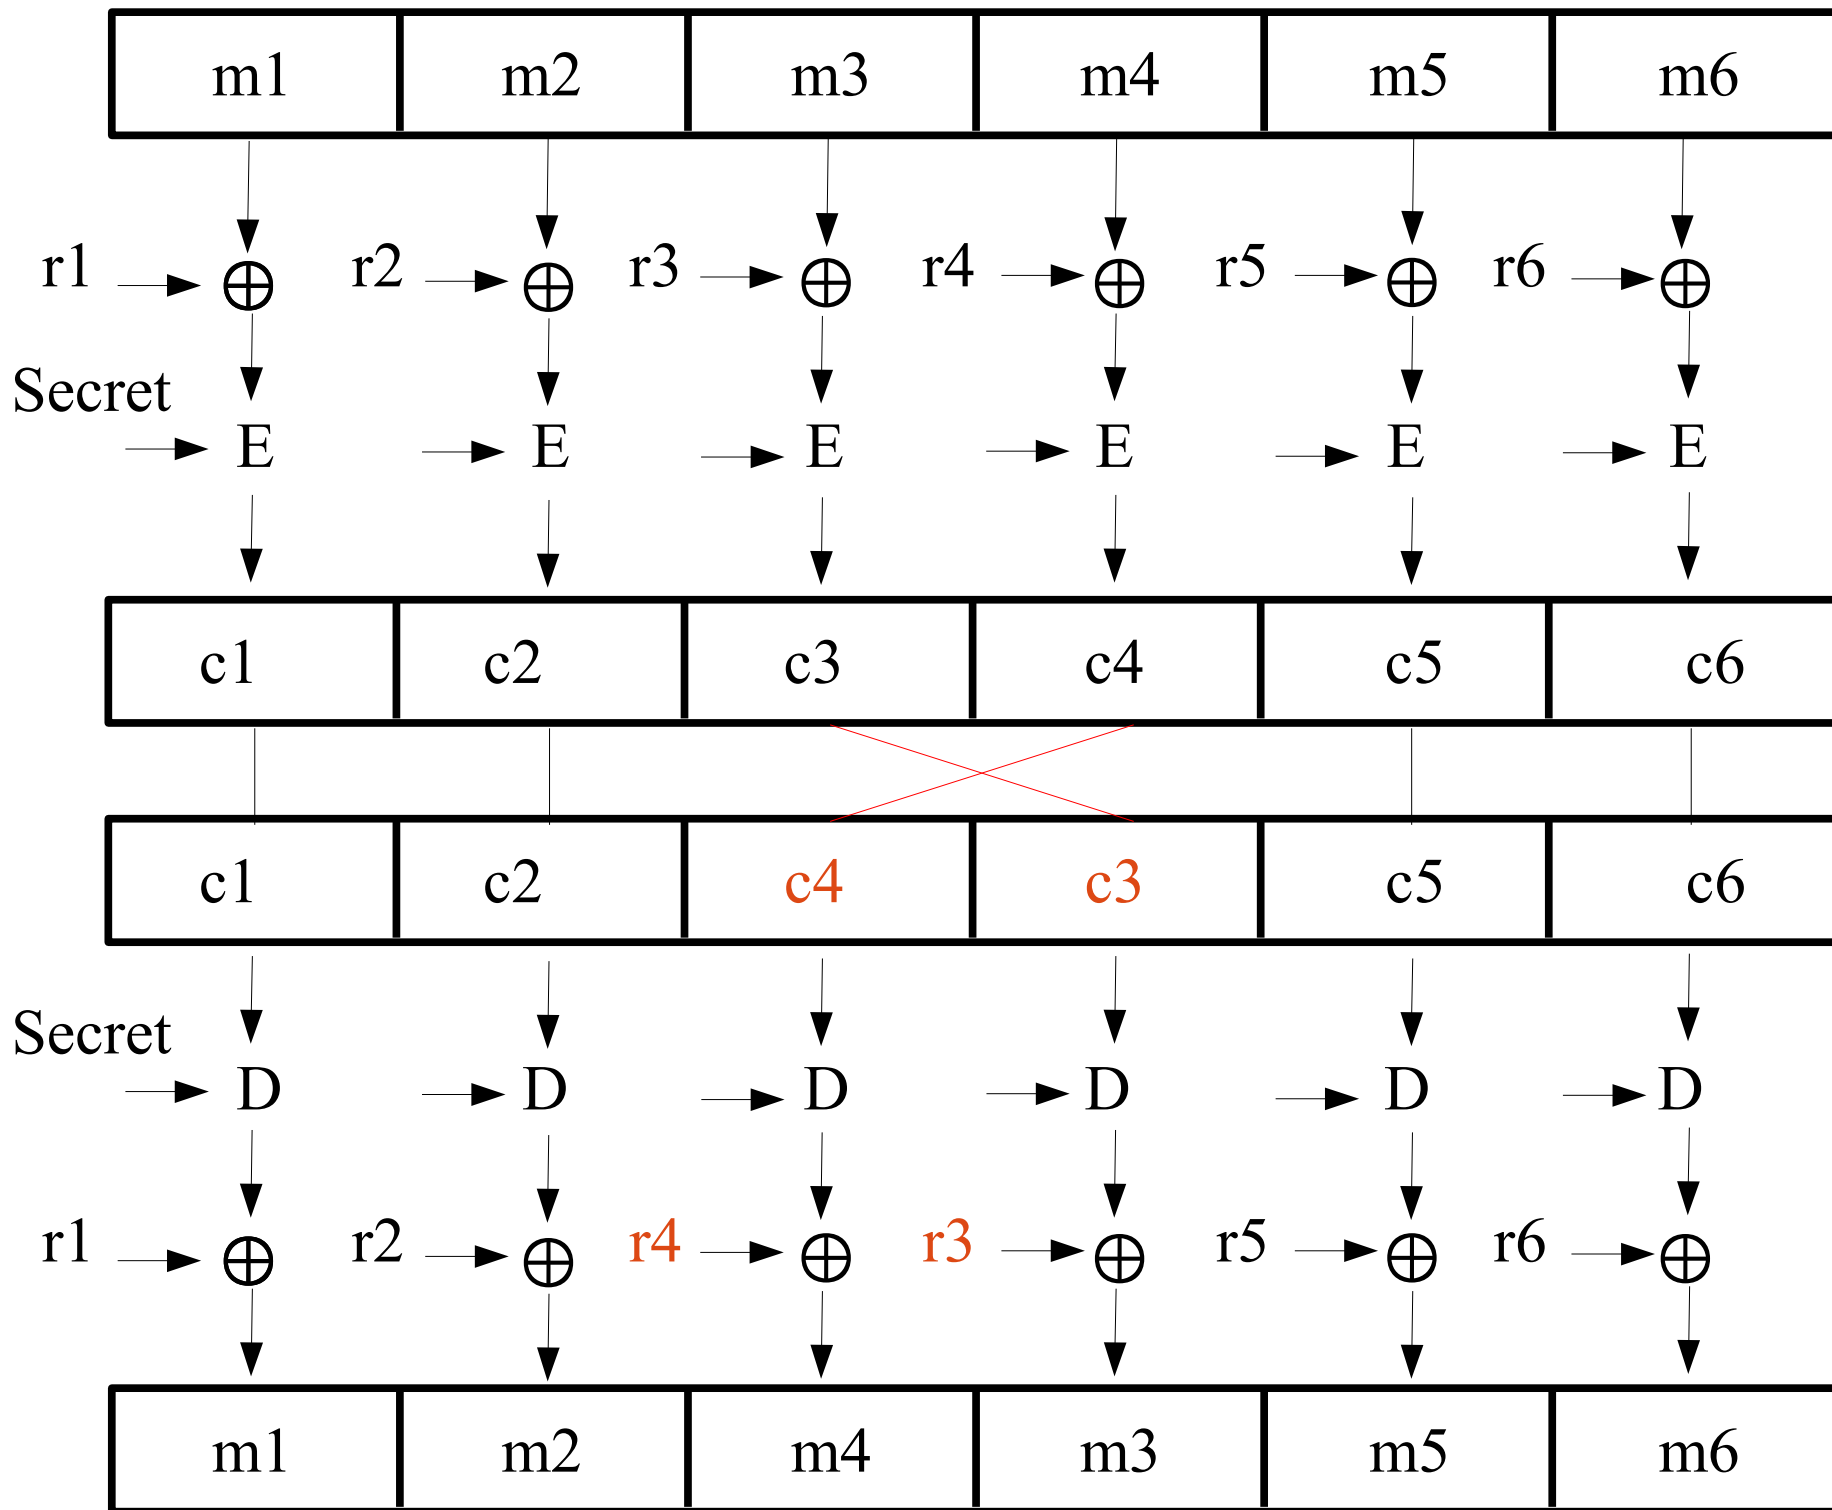 m1 m2 m3 m4 m5 m6
r1 r2 r3 r4 r5 r6
Secret
E E E E E E
c1 c2 c3 c4 c5 c6
c1 c2 c4 c3 c5 c6
Secret
D D D D D D
r1 r2 r4 r3 r5 r6
m1 m2 m4 m3 m5 m6